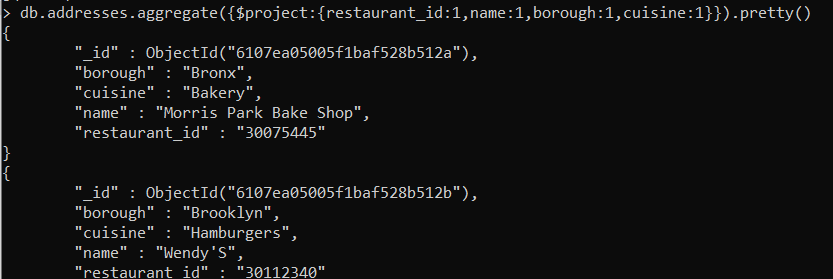 > db.addresses.aggregate({$project:{restaurant_id:1,name:1,borough:1,cuisine:1}}).pretty()
{
"_id" : ObjectId("6107ea05005f1baf528b512a"),
"borough" : "Bronx",
"cuisine" : "Bakery",
"name" : "Morris Park Bake Shop",
"restaurant_id" : "30075445"
}
{
"_id" : ObjectId("6107ea05005f1baf528b512b"),
"borough" : "Brooklyn",
"cuisine" : "Hamburgers",
"name" : "Wendy'S",
"restaurant_id" : "30112340"